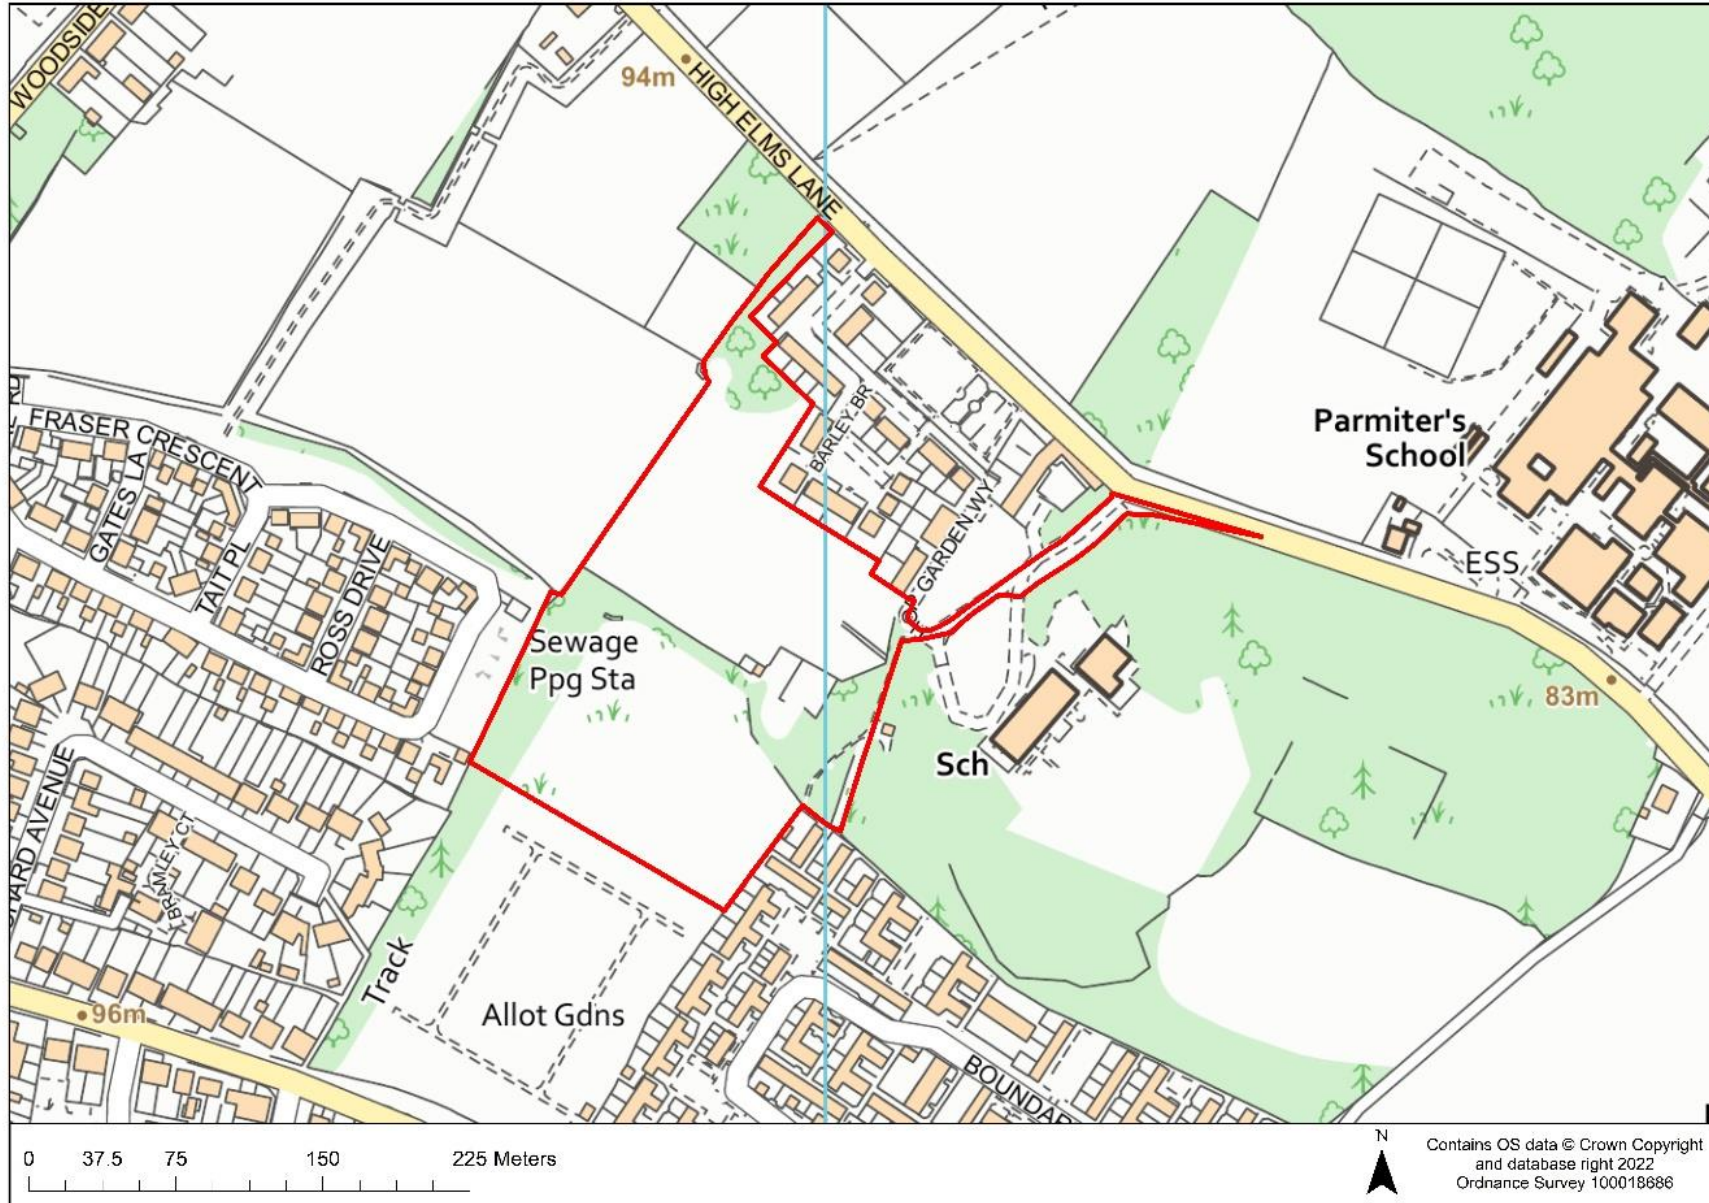 WOODSIDE
94m
HIGH ELMS LANE
Parmiter's
School
FRASER CRESCENT
GATES LA
TAIT PL
ROSS DRIVE
BARLEY BR
GARDEN WY
ESS
Sewage
Ppg Sta
83m
Sch
AVENUE
BRAMLEY CT
Track
96m
Allot Gdns
BOUNDAR
0 37.5 75 150 225 Meters
N
Contains OS data © Crown Copyright
and database right 2022
Ordnance Survey 100018686